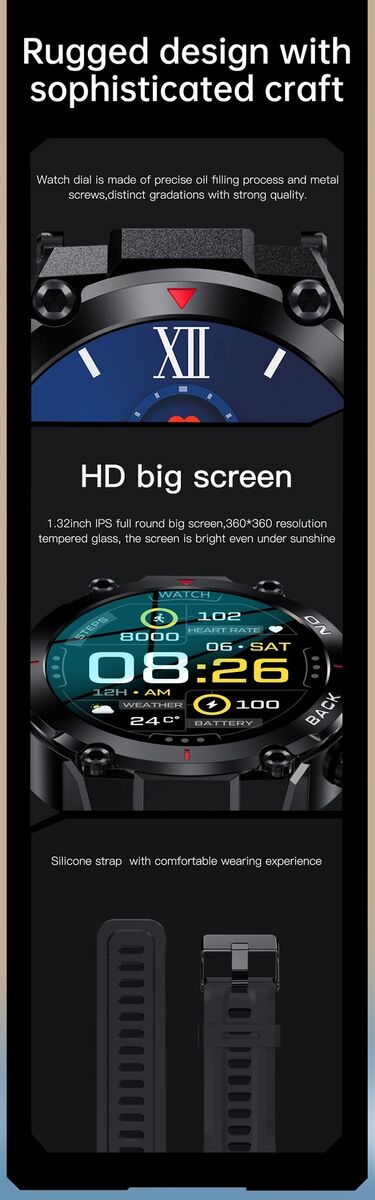 Rugged design with
sophisticated craft
Watch dial is made of precise oil filling process and metal
screws,distinct gradations with strong quality.
XII
HD big screen
1.32inch IPS full round big screen,360*360 resolution
tempered glass, the screen is bright even under sunshine
WATCH
STEPS
8000
102
HEART RATE
ON
06 • SAT
08:26
12H • AM
WEATHER
24 C°
100
BATTERY
BACK
Silicone strap with comfortable wearing experience